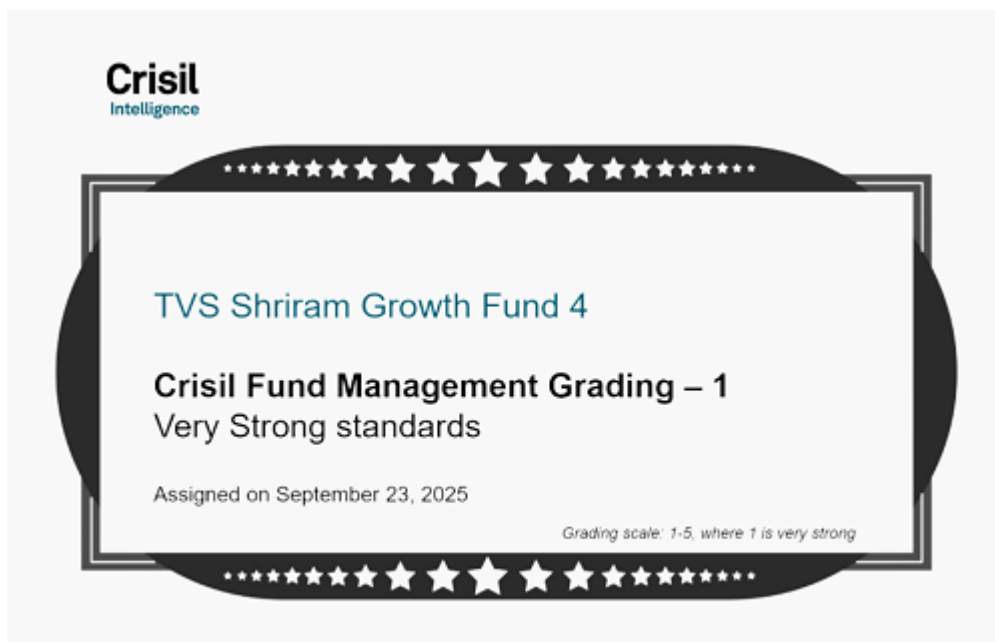 Crisil
Intelligence
TVS Shriram Growth Fund 4
Crisil Fund Management Grading – 1
Very Strong standards
Assigned on September 23, 2025
Grading scale: 1-5, where 1 is very strong